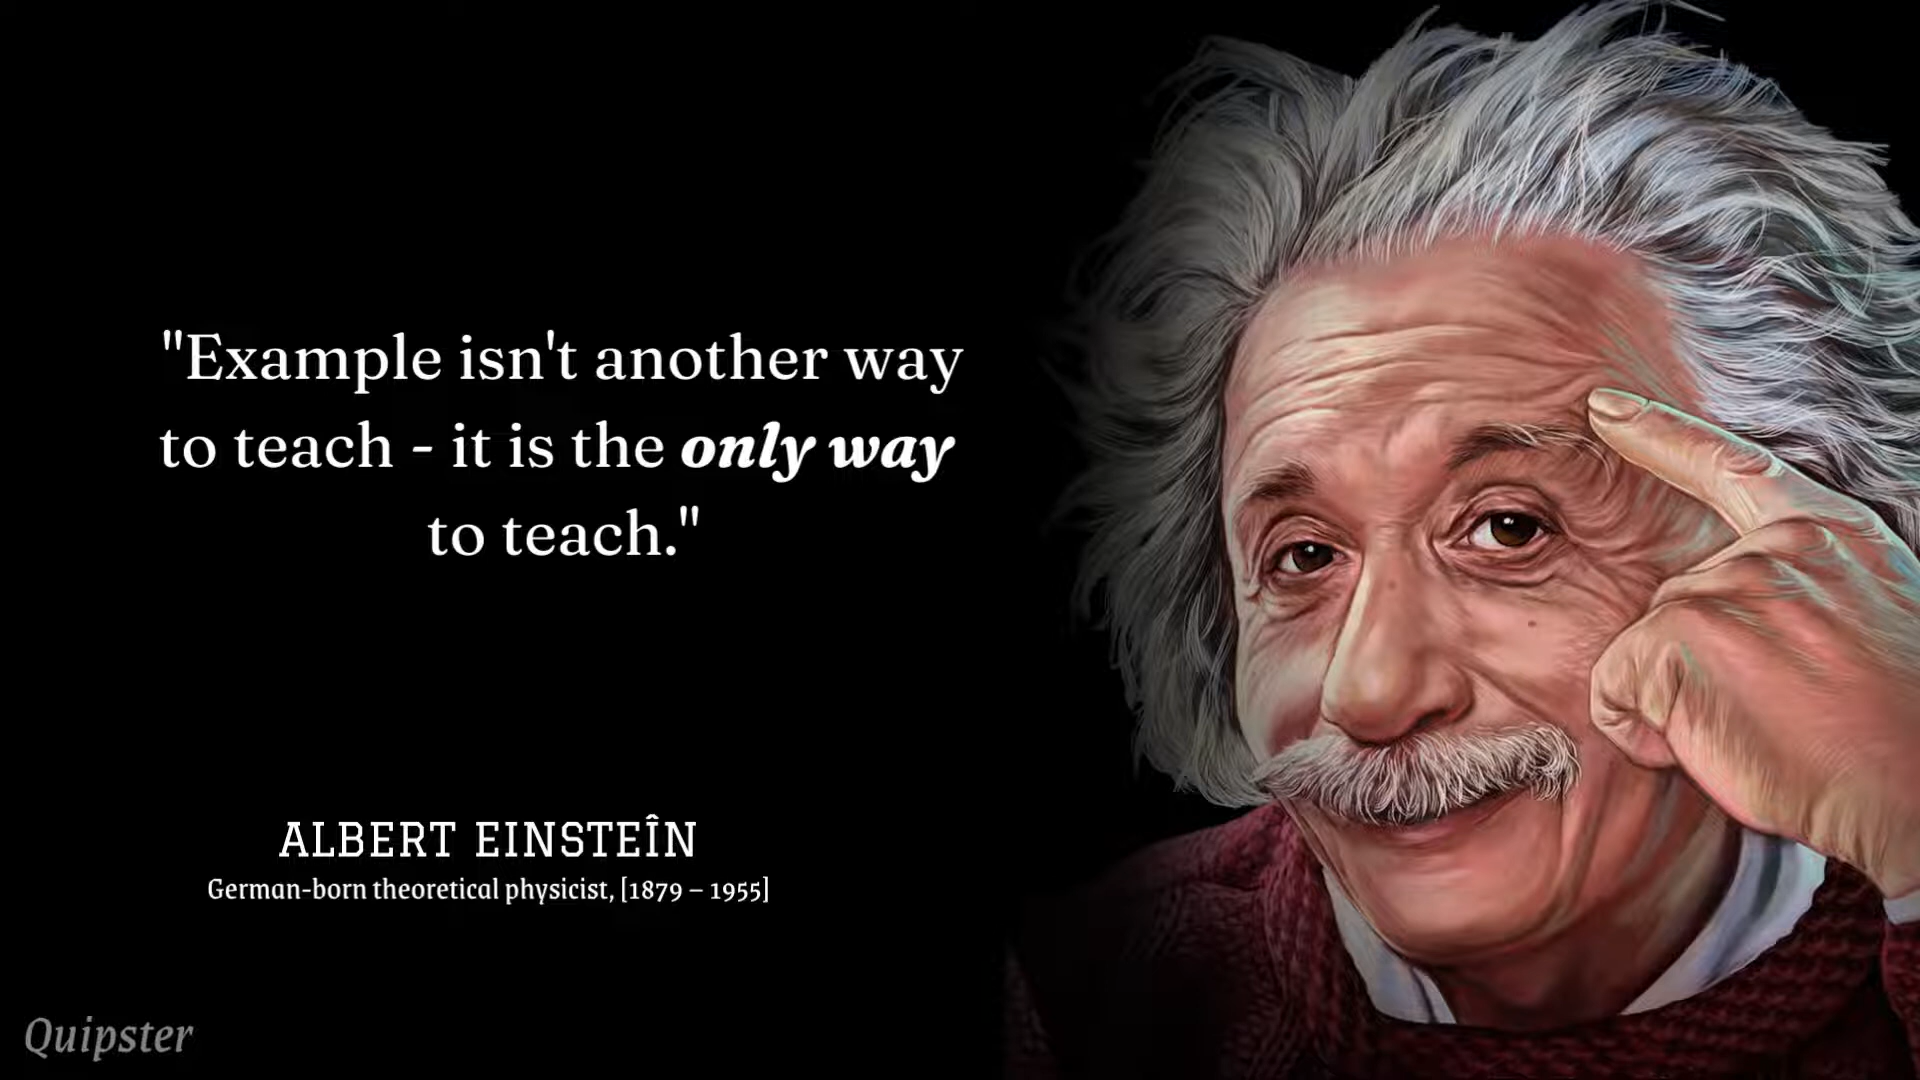 "Example isn't another way
to teach - it is the only way
to teach."
ALBERT EINSTEÎN
German-born theoretical physicist, [1879 – 1955]
Quipster